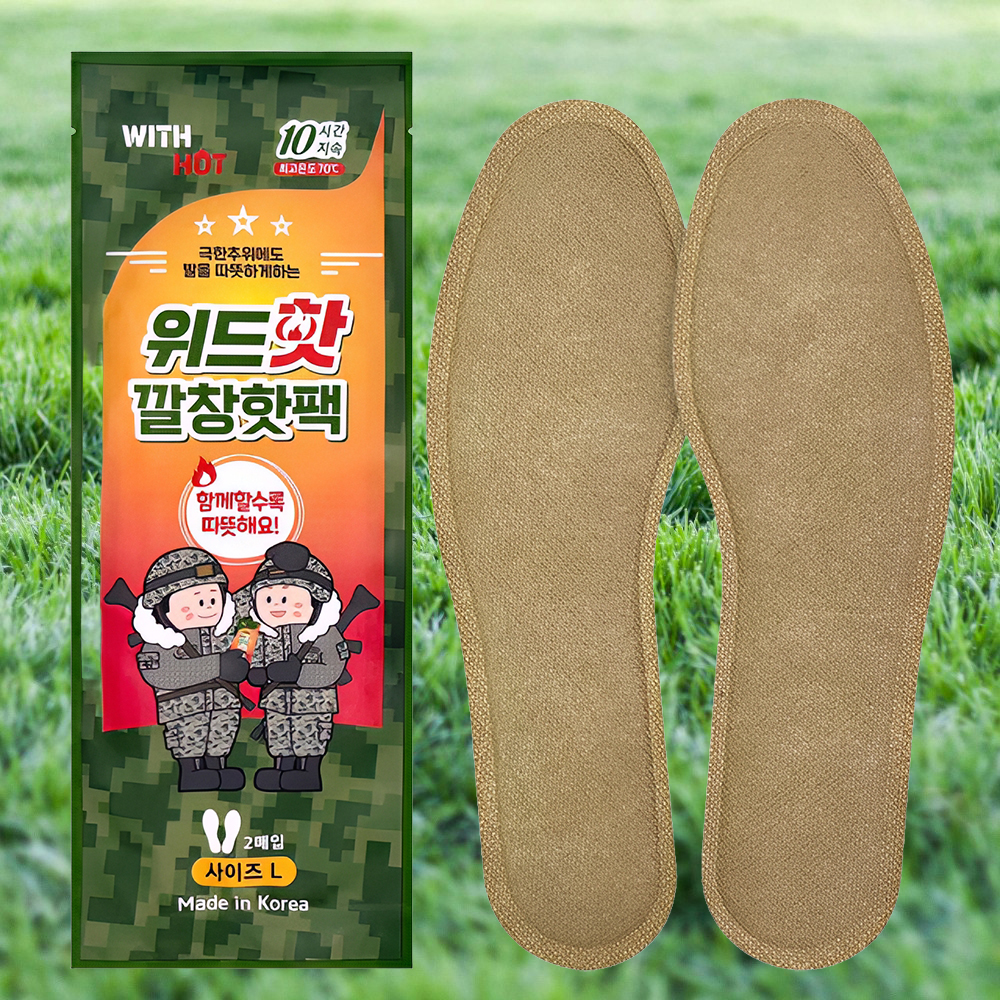 WITH
HOT
10시간
지속
최고온도 70℃
극한추위에도
발을 따뜻하게하는
위드핫
깔창핫팩
함께할수록
따뜻해요!
2매입
사이즈 L
Made in Korea